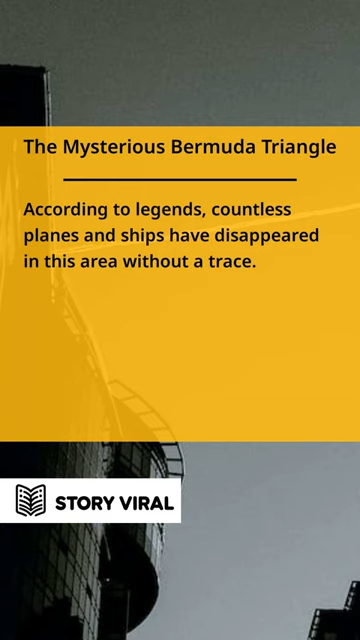 The Mysterious Bermuda Triangle
According to legends, countless
planes and ships have disappeared
in this area without a trace.
STORY VIRAL